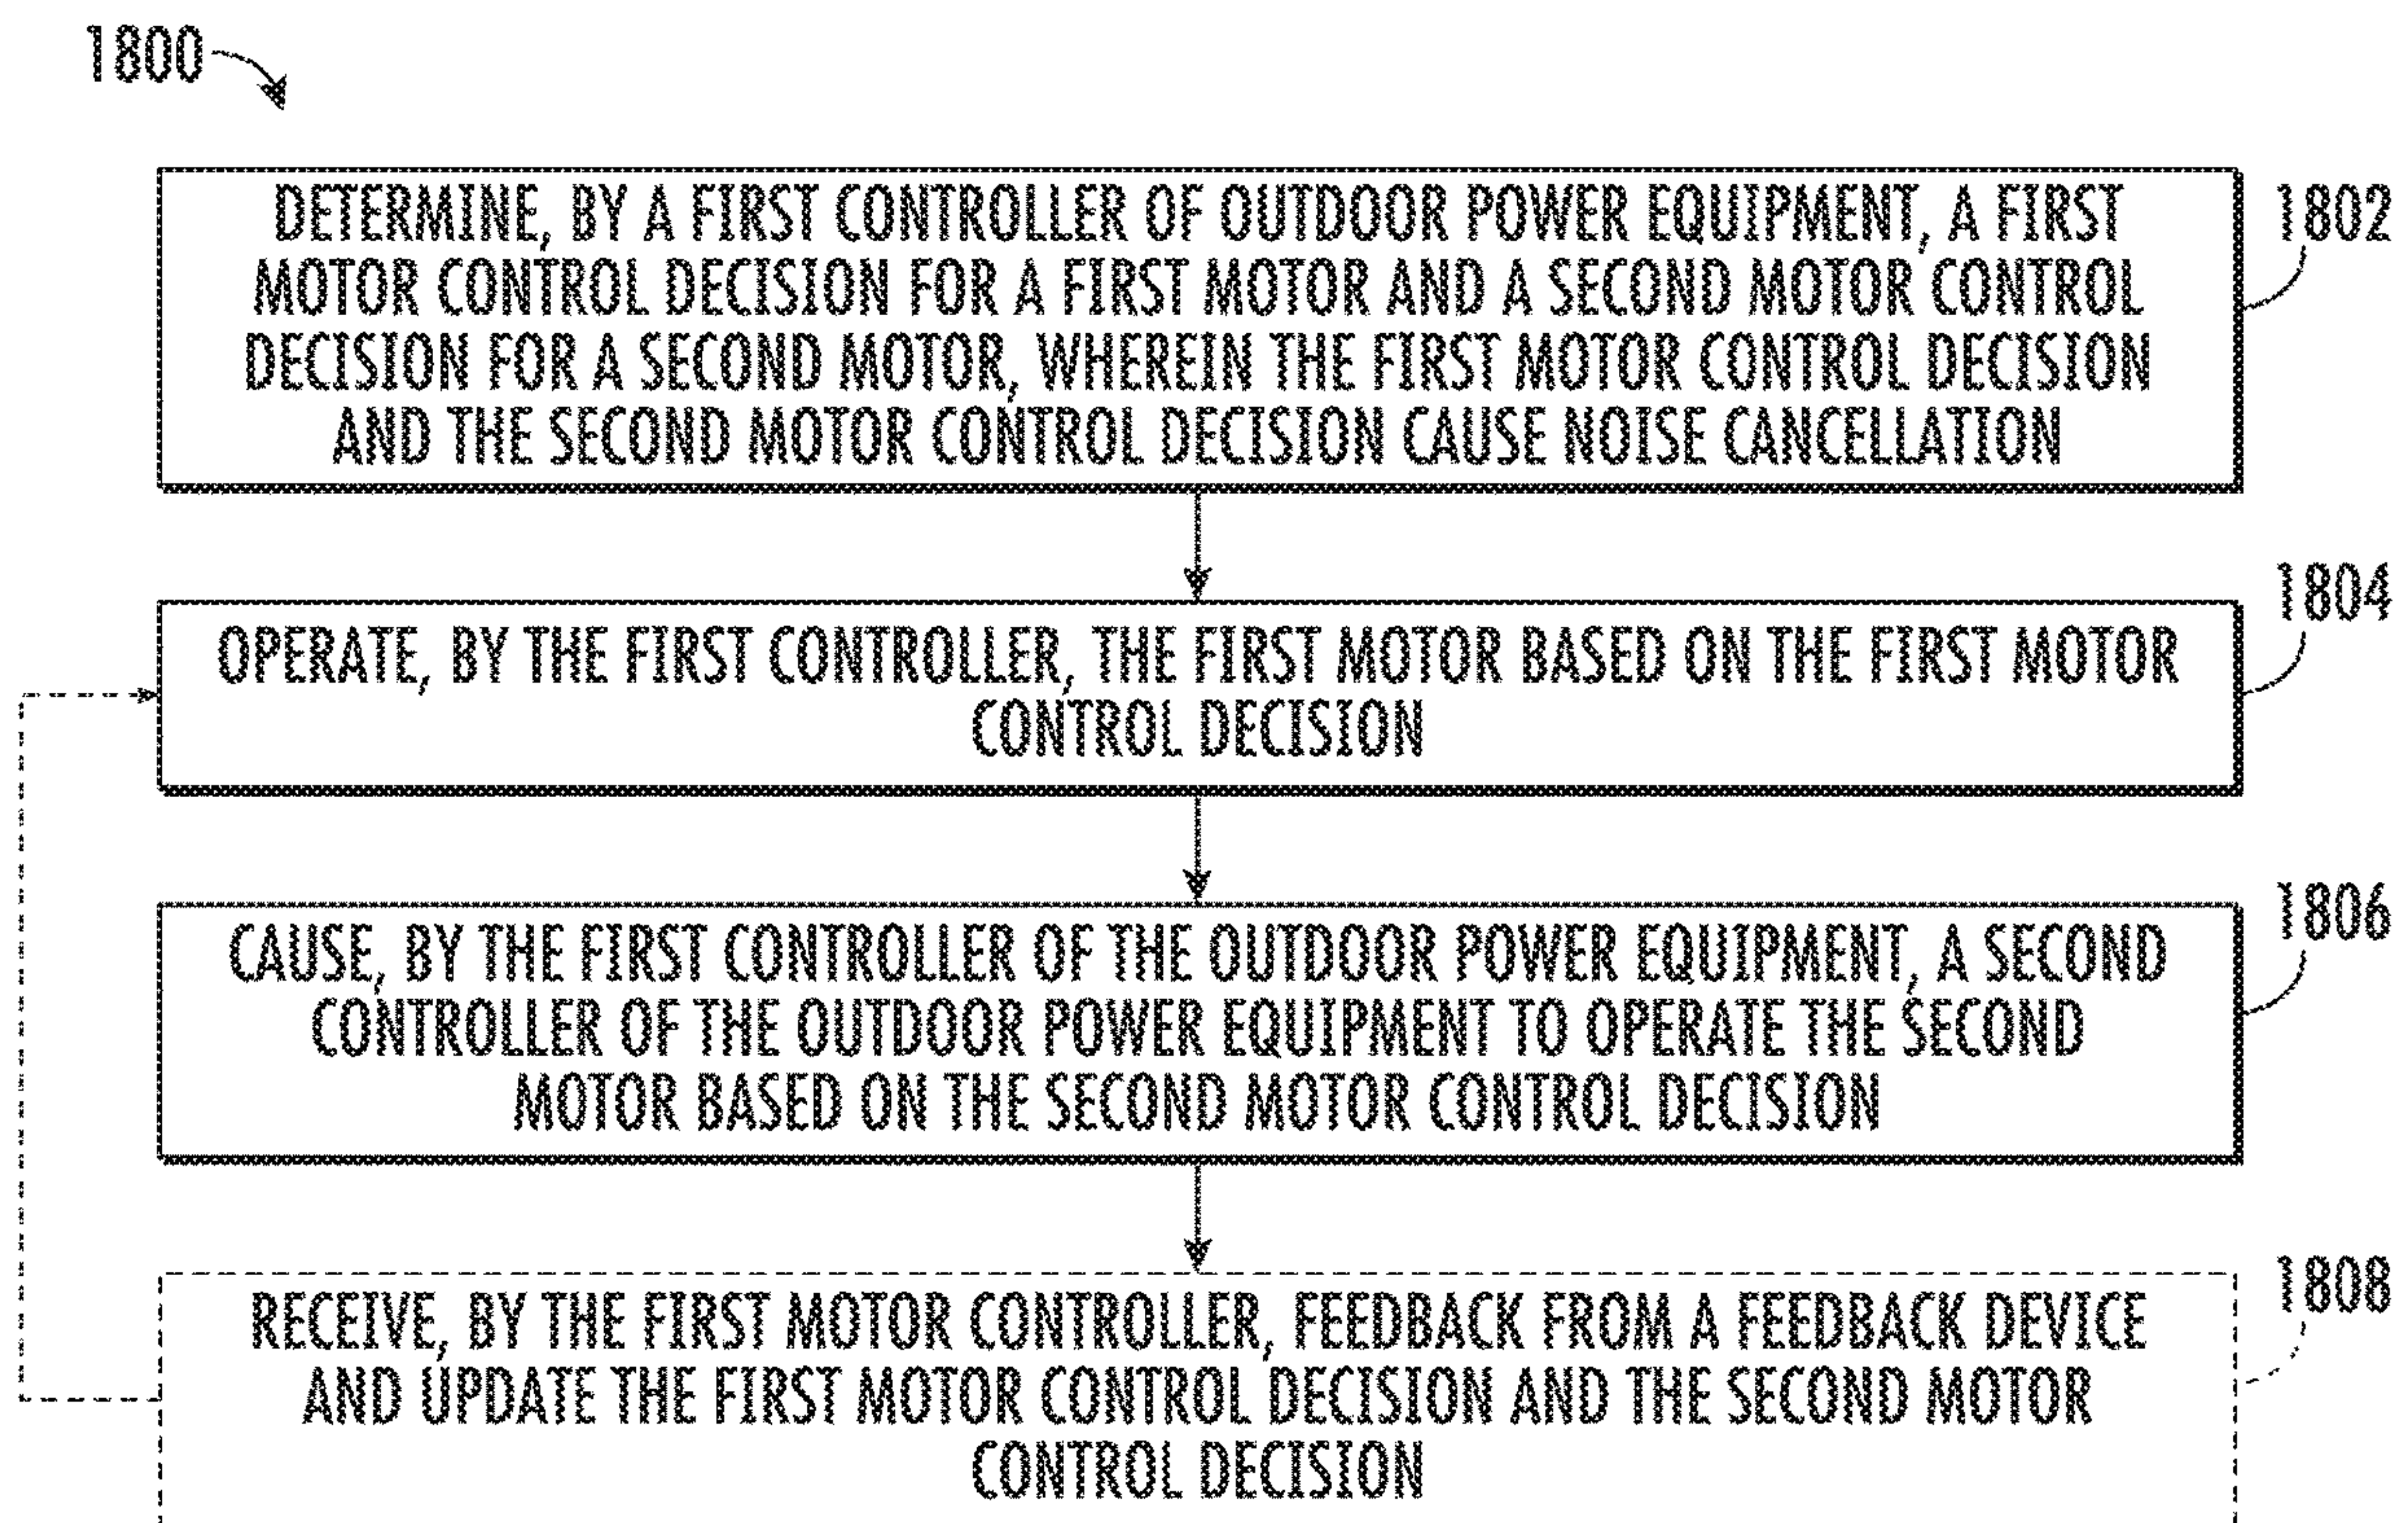 1800
DETERMINE, BY A FIRST CONTROLLER OF OUTDOOR POWER EQUIPMENT, A FIRST
MOTOR CONTROL DECISION FOR A FIRST MOTOR AND A SECOND MOTOR CONTROL
DECISION FOR A SECOND MOTOR, WHEREIN THE FIRST MOTOR CONTROL DECISION
AND THE SECOND MOTOR CONTROL DECISION CAUSE NOISE CANCELLATION
1802
OPERATE, BY THE FIRST CONTROLLER, THE FIRST MOTOR BASED ON THE FIRST MOTOR
CONTROL DECISION
1804
CAUSE, BY THE FIRST CONTROLLER OF THE OUTDOOR POWER EQUIPMENT, A SECOND
CONTROLLER OF THE OUTDOOR POWER EQUIPMENT TO OPERATE THE SECOND
MOTOR BASED ON THE SECOND MOTOR CONTROL DECISION
1806
RECEIVE, BY THE FIRST MOTOR CONTROLLER, FEEDBACK FROM A FEEDBACK DEVICE
AND UPDATE THE FIRST MOTOR CONTROL DECISION AND THE SECOND MOTOR
CONTROL DECISION
1808